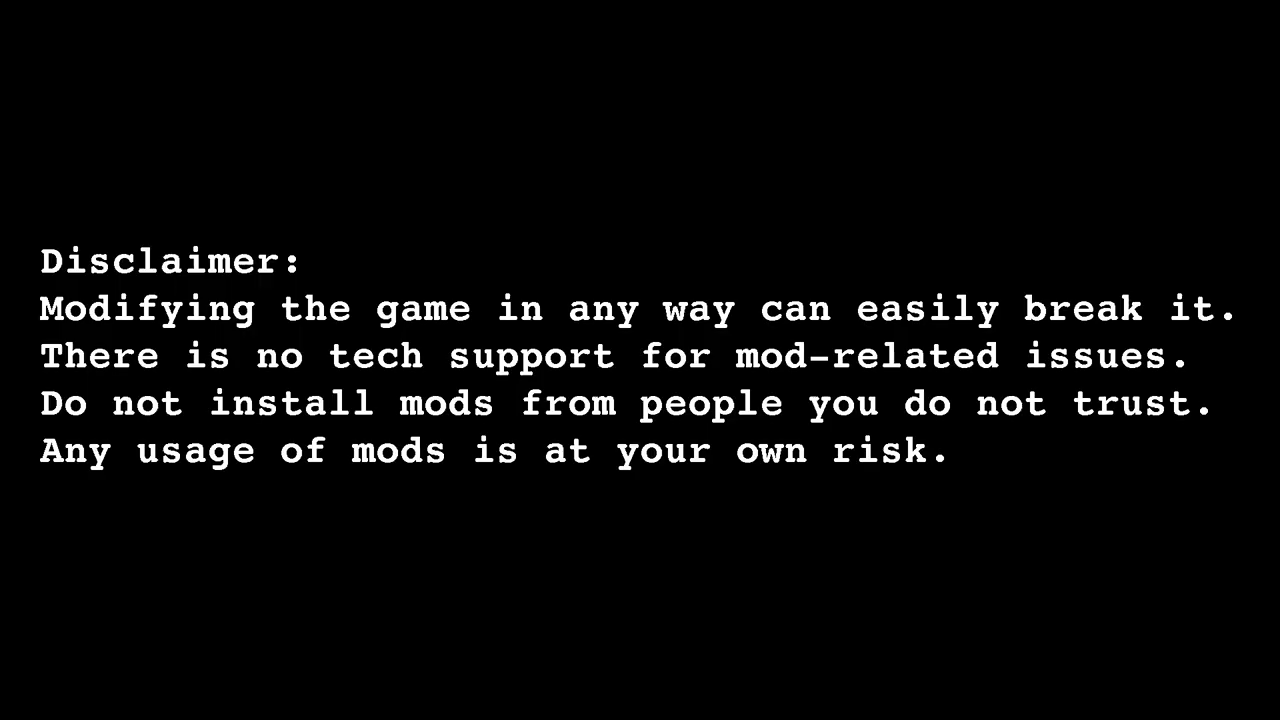 Disclaimer:
Modifying the game in any way can easily break it.
There is no tech support for mod-related issues.
Do not install mods from people you do not trust.
Any usage of mods is at your own risk.